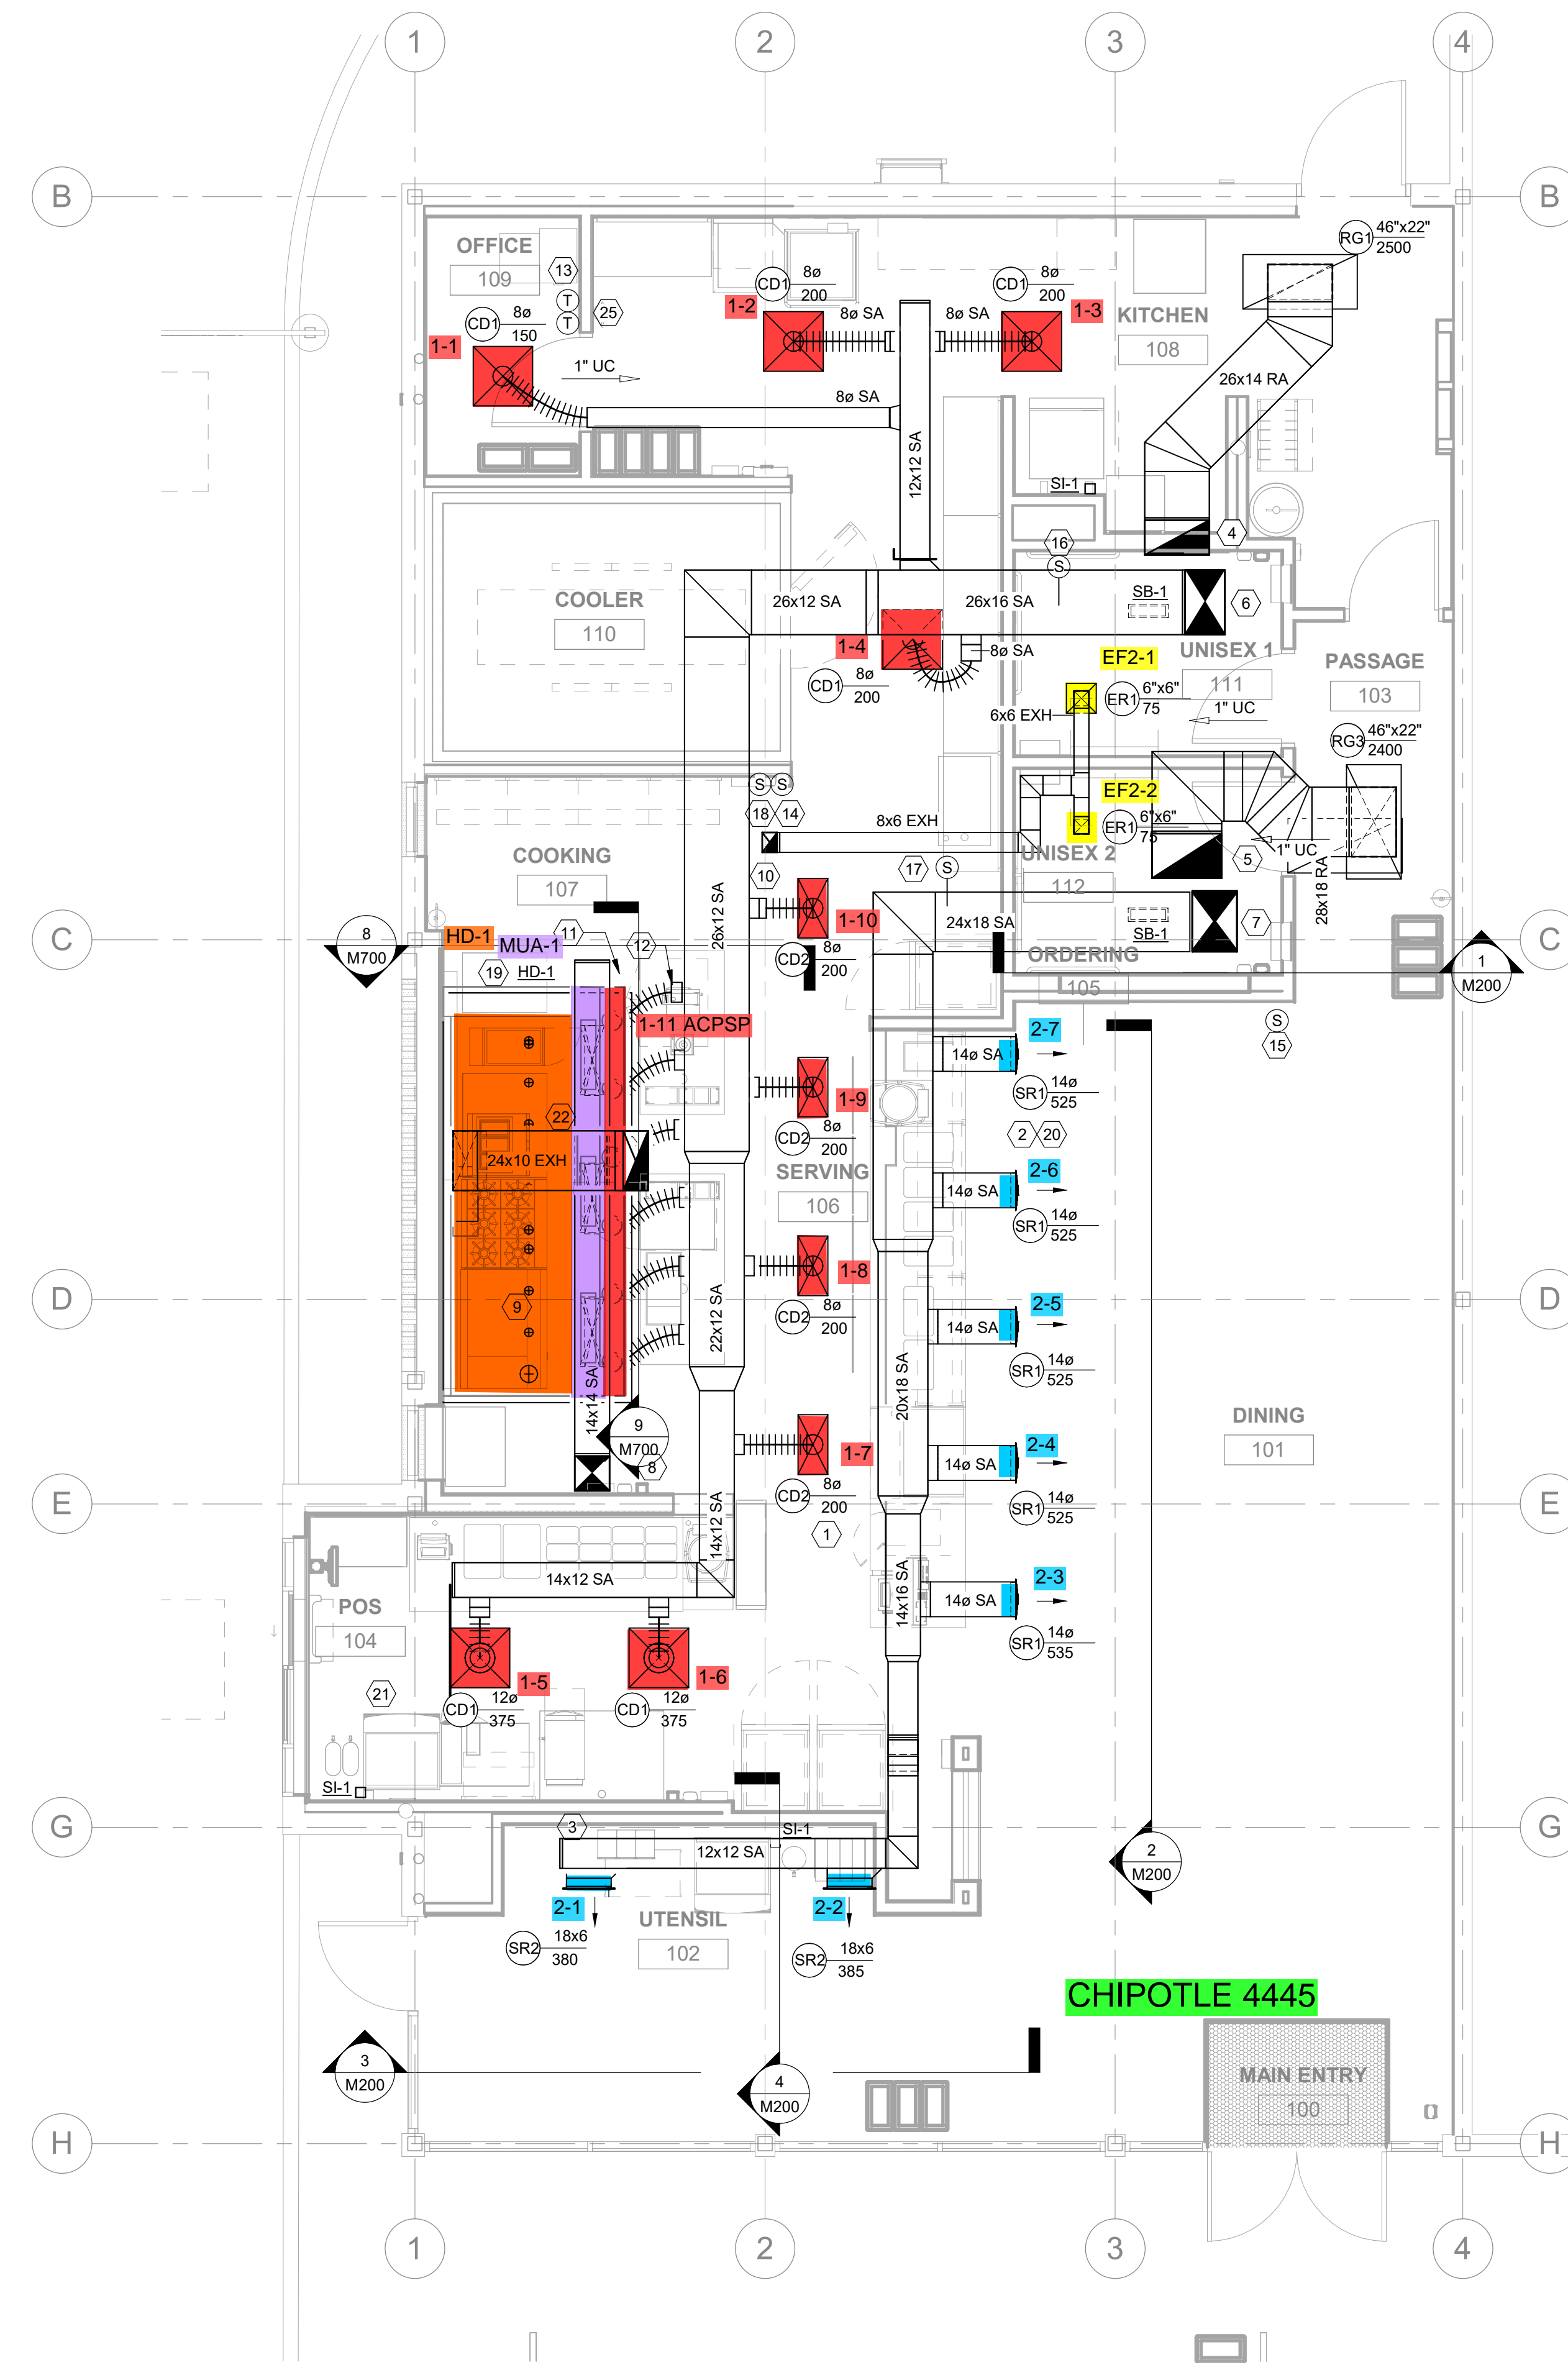 1
2
3
4
B
B
46"x22"
RG1
2500
OFFICE
109
13
8ø
CD1
200
8ø
CD1
200
T
25
T
1-2
1-3
8ø
CD1
150
8ø SA
8ø SA
KITCHEN
108
1-1
1" UC
26x14 RA
8ø SA
12x12 SA
SI-1
4
16
S
COOLER
110
26x12 SA
26x16 SA
SB-1
6
1-4
8ø SA
EF2-1
UNISEX 1
111
PASSAGE
103
8ø
CD1
200
6"x6"
ER1
75
6x6 EXH
1" UC
46"x22"
RG3
2400
S
S
18
14
EF2-2
8x6 EXH
6"x6"
ER1
75
COOKING
107
UNISEX 2
112
1" UC
5
28x18 RA
10
17
S
26x12 SA
1-10
24x18 SA
7
SB-1
8
M700
C
C
HD-1
MUA-1
11
12
19
HD-1
8ø
CD2
200
ORDERING
105
1
M200
1-11 ACPSP
2-7
S
15
14ø SA
14ø
SR1
525
22
1-9
8ø
CD2
200
2
20
24x10 EXH
SERVING
106
2-6
14ø SA
14ø
SR1
525
1-8
D
D
9
8ø
CD2
200
2-5
14ø SA
14ø
SR1
525
22x12 SA
20x18 SA
14x14 SA
DINING
101
9
M700
8
1-7
2-4
14ø SA
8ø
CD2
200
14ø
SR1
525
E
E
1
14x12 SA
14x12 SA
14x16 SA
2-3
14ø SA
POS
104
14ø
SR1
535
1-5
1-6
21
12ø
CD1
375
12ø
CD1
375
SI-1
G
G
3
SI-1
12x12 SA
2
M200
2-1
2-2
UTENSIL
102
18x6
SR2
380
18x6
SR2
385
CHIPOTLE 4445
3
M200
4
M200
MAIN ENTRY
100
H
H
1
2
3
4